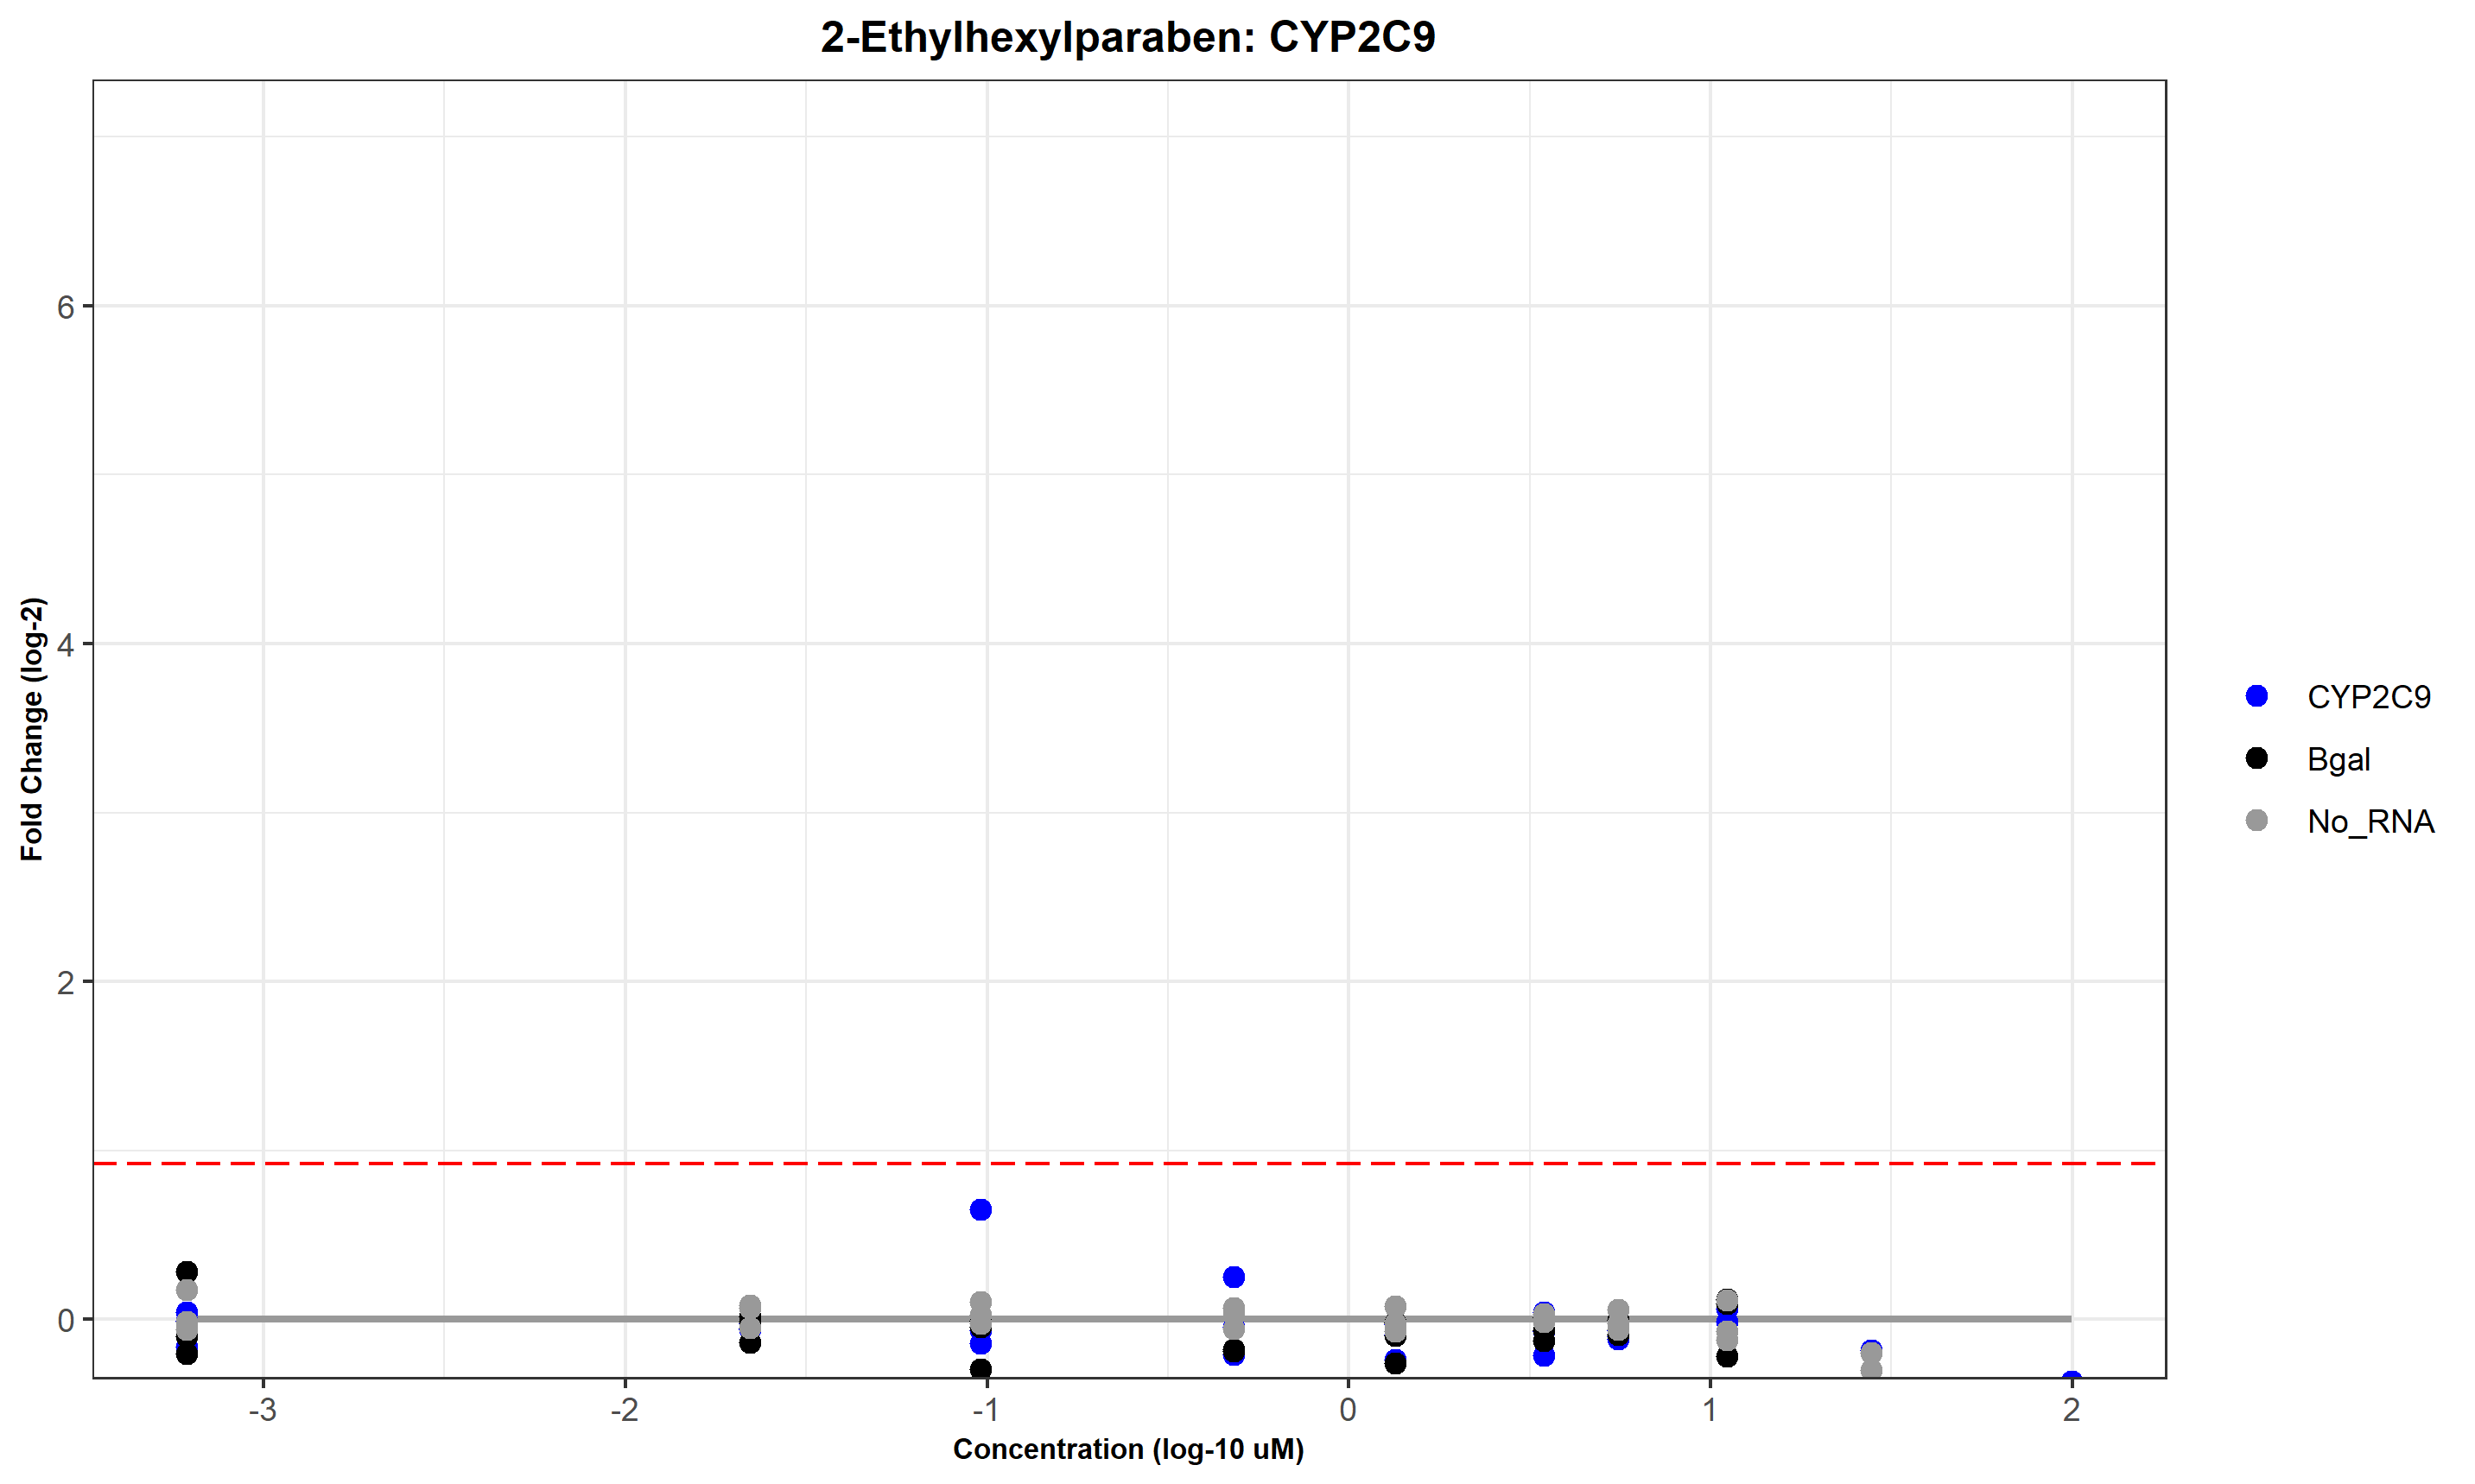 2-Ethylhexylparaben: CYP2C9
Fold Change (log-2)
6
4
2
0
-3
-2
-1
0
1
2
Concentration (log-10 uM)
CYP2C9
Bgal
No_RNA